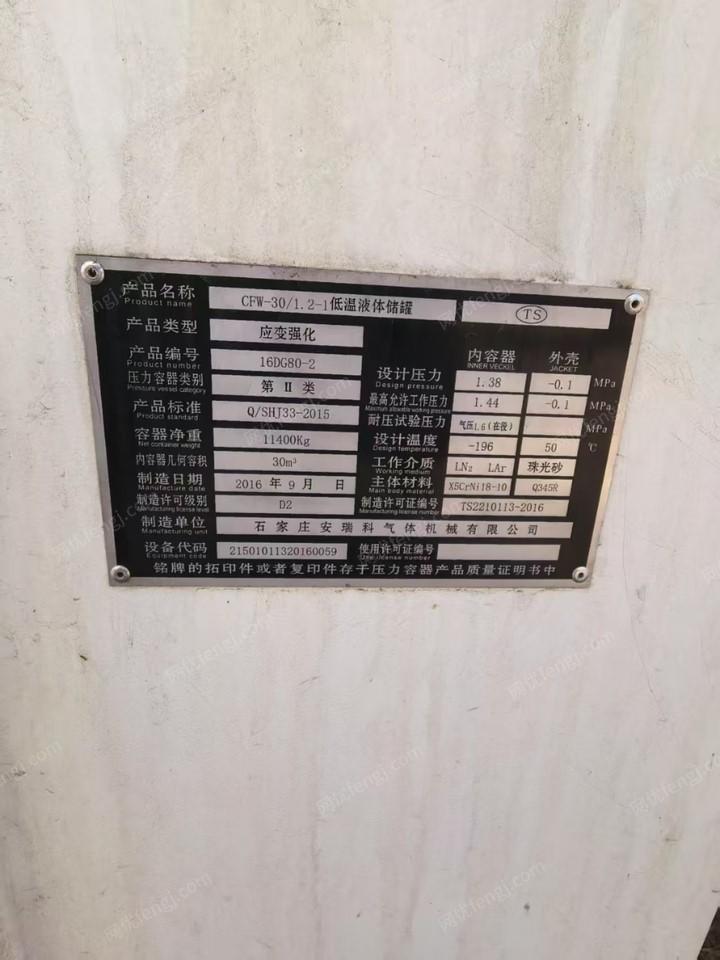 产品名称 CFW-30/1.2-1低温液体储罐 TS
Product name
产品类型 应变强化
产品编号 16DG80-2
Product number
压力容器类别 第 II 类
Pressure vessel category
产品标准 Q/SHJ33-2015
Product standard
容器净重 11400Kg
Net container weight
内容器几何容积 30m³
制造日期 2016 年 9 月 日
Manufacture date
制造许可级别 D2
Manufacturing license level
内容器 外壳
INNER VECKEL JACKET
设计压力 1.38 -0.1 MPa
Design pressure
最高允许工作压力 1.44 -0.1
Maximum allowable working pressure
耐压试验压力 气压1.6(在役) MPa
设计温度 -196 50 ℃
Design temperature
工作介质 LN₂ LAr 珠光砂
Working medium
主体材料 X5CrNi18-10 Q345R
Main body material
制造许可证编号 TS2210113-2016
Manufacturing license number
制造单位 石家庄安瑞科气体机械有限公司
Manufacturing unit
设备代码 21501011320160059 使用许可证编号
Equipment code Use license number
铭牌的拓印件或者复印件存于压力容器产品质量证明书中